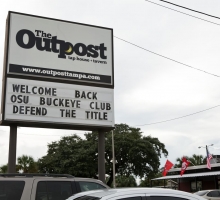 The
Outpost
tap house · tavern
www.outposttampa.com
WELCOME BACK
OSU BUCKEYE CLUB
DEFEND THE TITLE